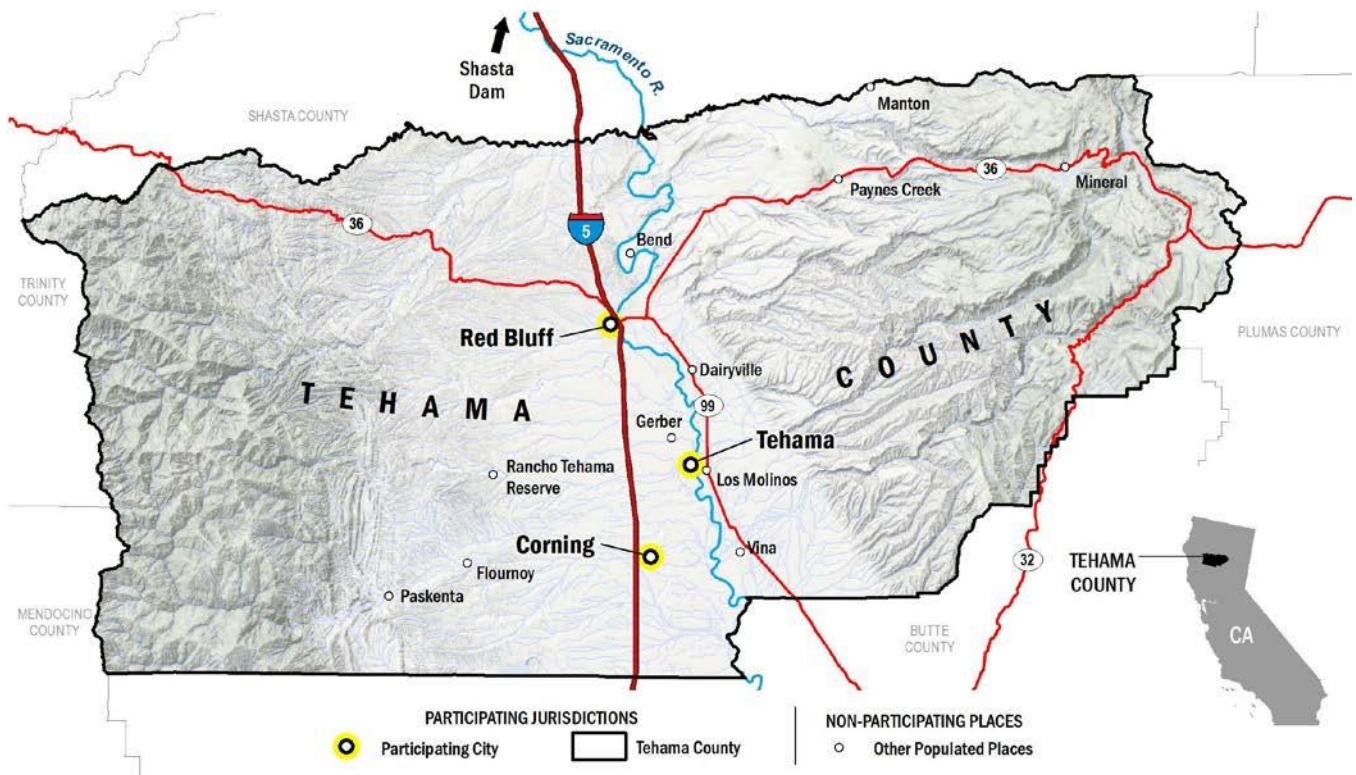 Shasta
Dam
Sacramento R.
SHASTA COUNTY
Manton
36
Paynes Creek
36
Mineral
5
Bend
TRINITY
COUNTY
PLUMAS COUNTY
Red Bluff
Dairyville
TEHAMA
COUNTY
99
Gerber
Tehama
Rancho Tehama
Reserve
Los Molinos
Corning
Vina
Flournoy
Paskenta
32
TEHAMA
COUNTY
MENDOCINO
COUNTY
BUTTE
COUNTY
CA
PARTICIPATING JURISDICTIONS
Participating City
Tehama County
NON-PARTICIPATING PLACES
Other Populated Places